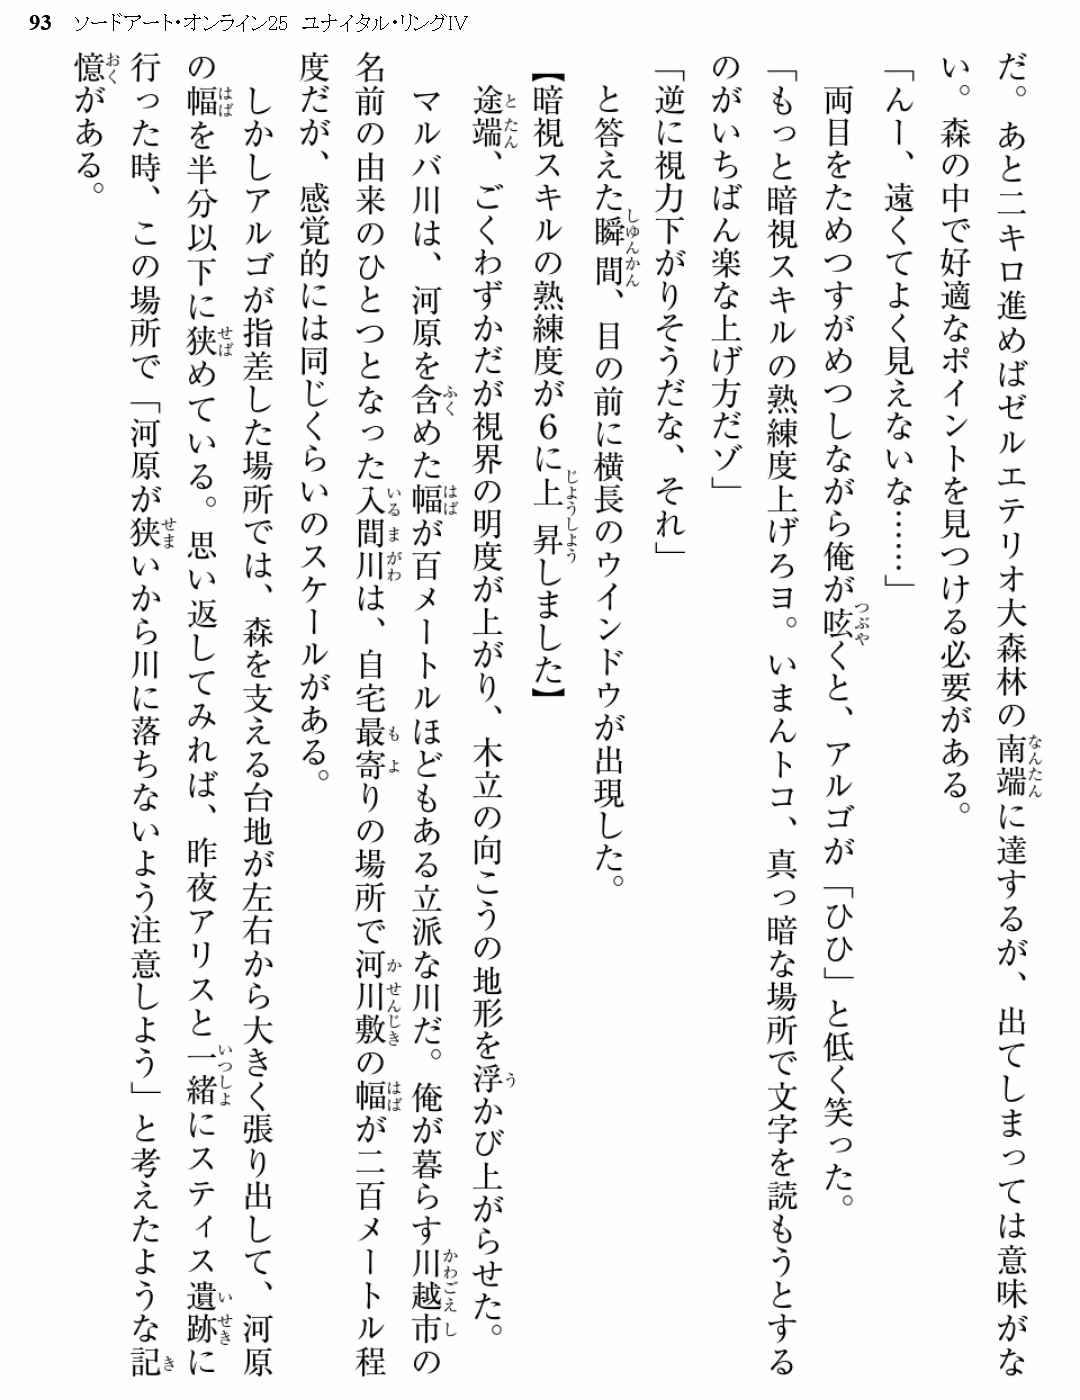 93 ソードアート・オンライン25 ユナイタル・リングIV
だ。あと二キロ進めばゼルエテリオ大森林の南端に達するが、出てしまっては意味がな
い。森の中で好適なポイントを見つける必要がある。
「んー、遠くてよく見えないな……」
両目をためつすがめつしながら俺が呟くと、アルゴが「ひひ」と低く笑った。
「もっと暗視スキルの熟練度上げろヨ。いまんトコ、真っ暗な場所で文字を読もうとする
のがいちばん楽な上げ方だゾ」
「逆に視力下がりそうだな、それ」
と答えた瞬間、目の前に横長のウインドウが出現した。
【暗視スキルの熟練度が6に上昇しました】
途端、ごくわずかだが視界の明度が上がり、木立の向こうの地形を浮かび上がらせた。
マルバ川は、河原を含めた幅が百メートルほどもある立派な川だ。俺が暮らす川越市の
名前の由来のひとつとなった入間川は、自宅最寄りの場所で河川敷の幅が二百メートル程
度だが、感覚的には同じくらいのスケールがある。
しかしアルゴが指差した場所では、森を支える台地が左右から大きく張り出して、河原
の幅を半分以下に狭めている。思い返してみれば、昨夜アリスと一緒にスティス遺跡に
行った時、この場所で「河原が狭いから川に落ちないよう注意しよう」と考えたような記
憶がある。